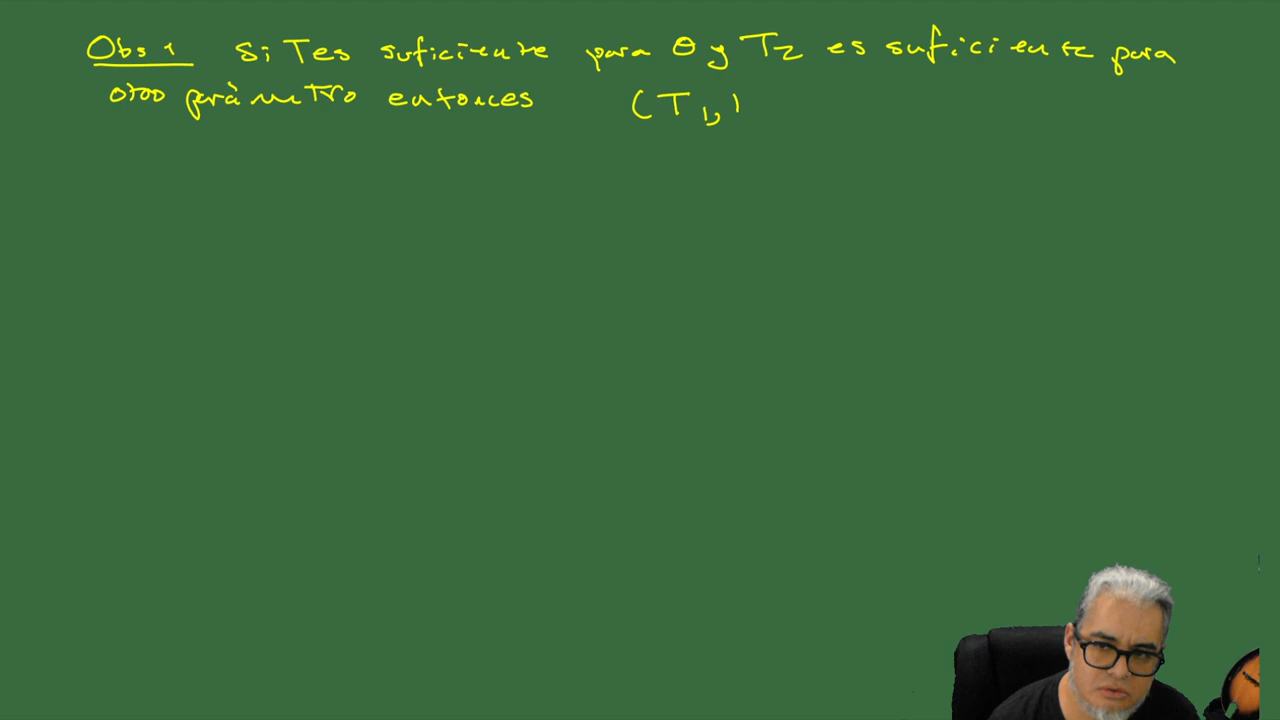 Obs 1 Si T es suficiente para θ y T2 es suficiente para
otro parámetro entonces (T1,